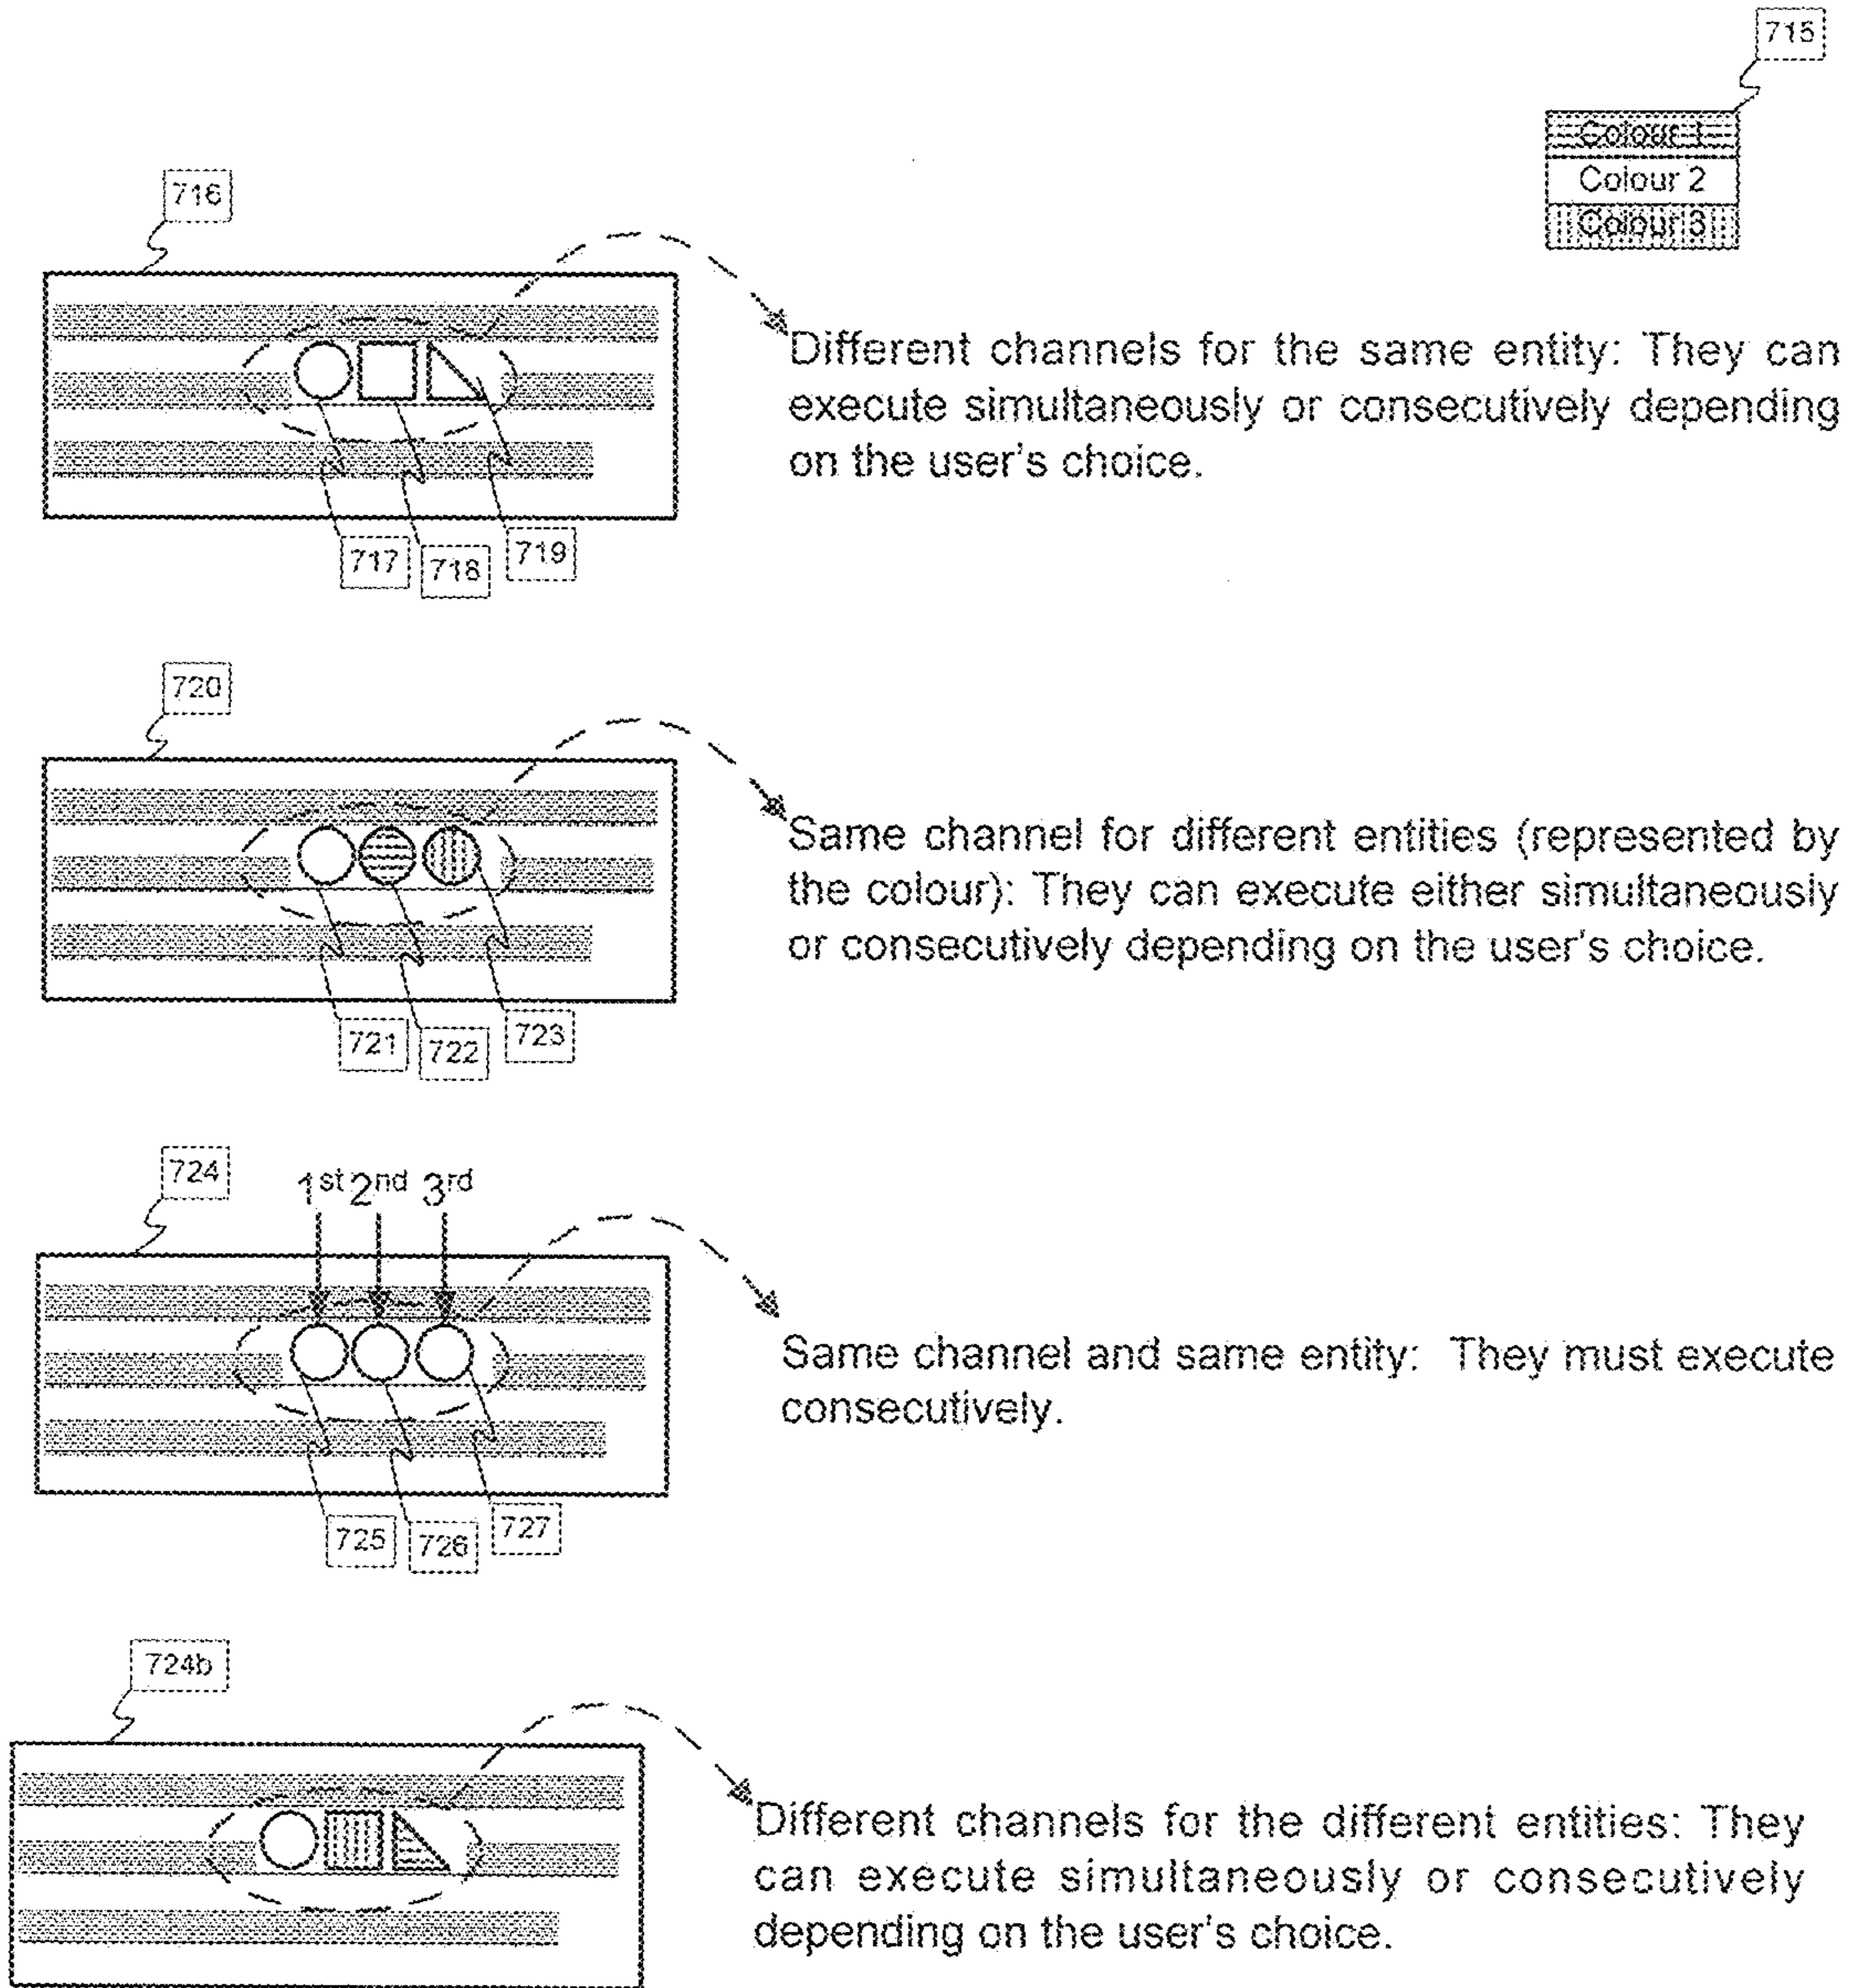 715
Colour 1
Colour 2
Colour 3
716
Different channels for the same entity: They can
execute simultaneously or consecutively depending
on the user's choice.
717
718
719
720
Same channel for different entities (represented by
the colour): They can execute either simultaneously
or consecutively depending on the user's choice.
721
722
723
724
1st 2nd 3rd
Same channel and same entity: They must execute
consecutively.
725
726
727
724b
Different channels for the different entities: They
can execute simultaneously or consecutively
depending on the user's choice.